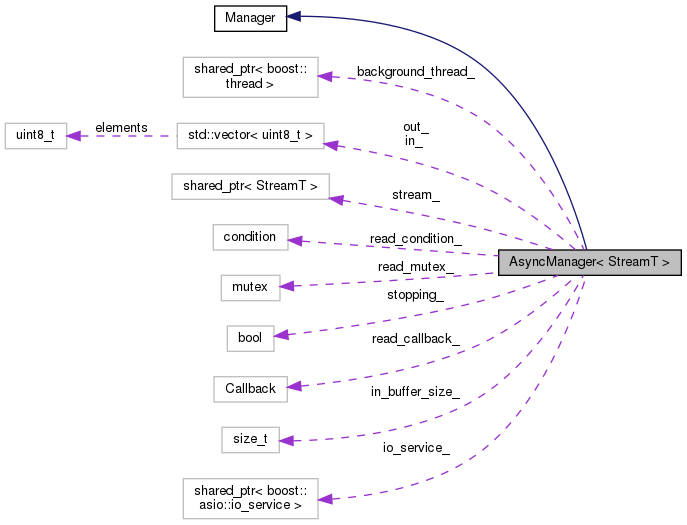 Manager
shared_ptr< boost::
thread >
background_thread_
uint8_t
elements
std::vector< uint8_t >
out_
in_
shared_ptr< StreamT >
stream_
condition
read_condition_
AsyncManager< StreamT >
mutex
read_mutex_
bool
stopping_
Callback
read_callback_
size_t
in_buffer_size_
shared_ptr< boost::
asio::io_service >
io_service_